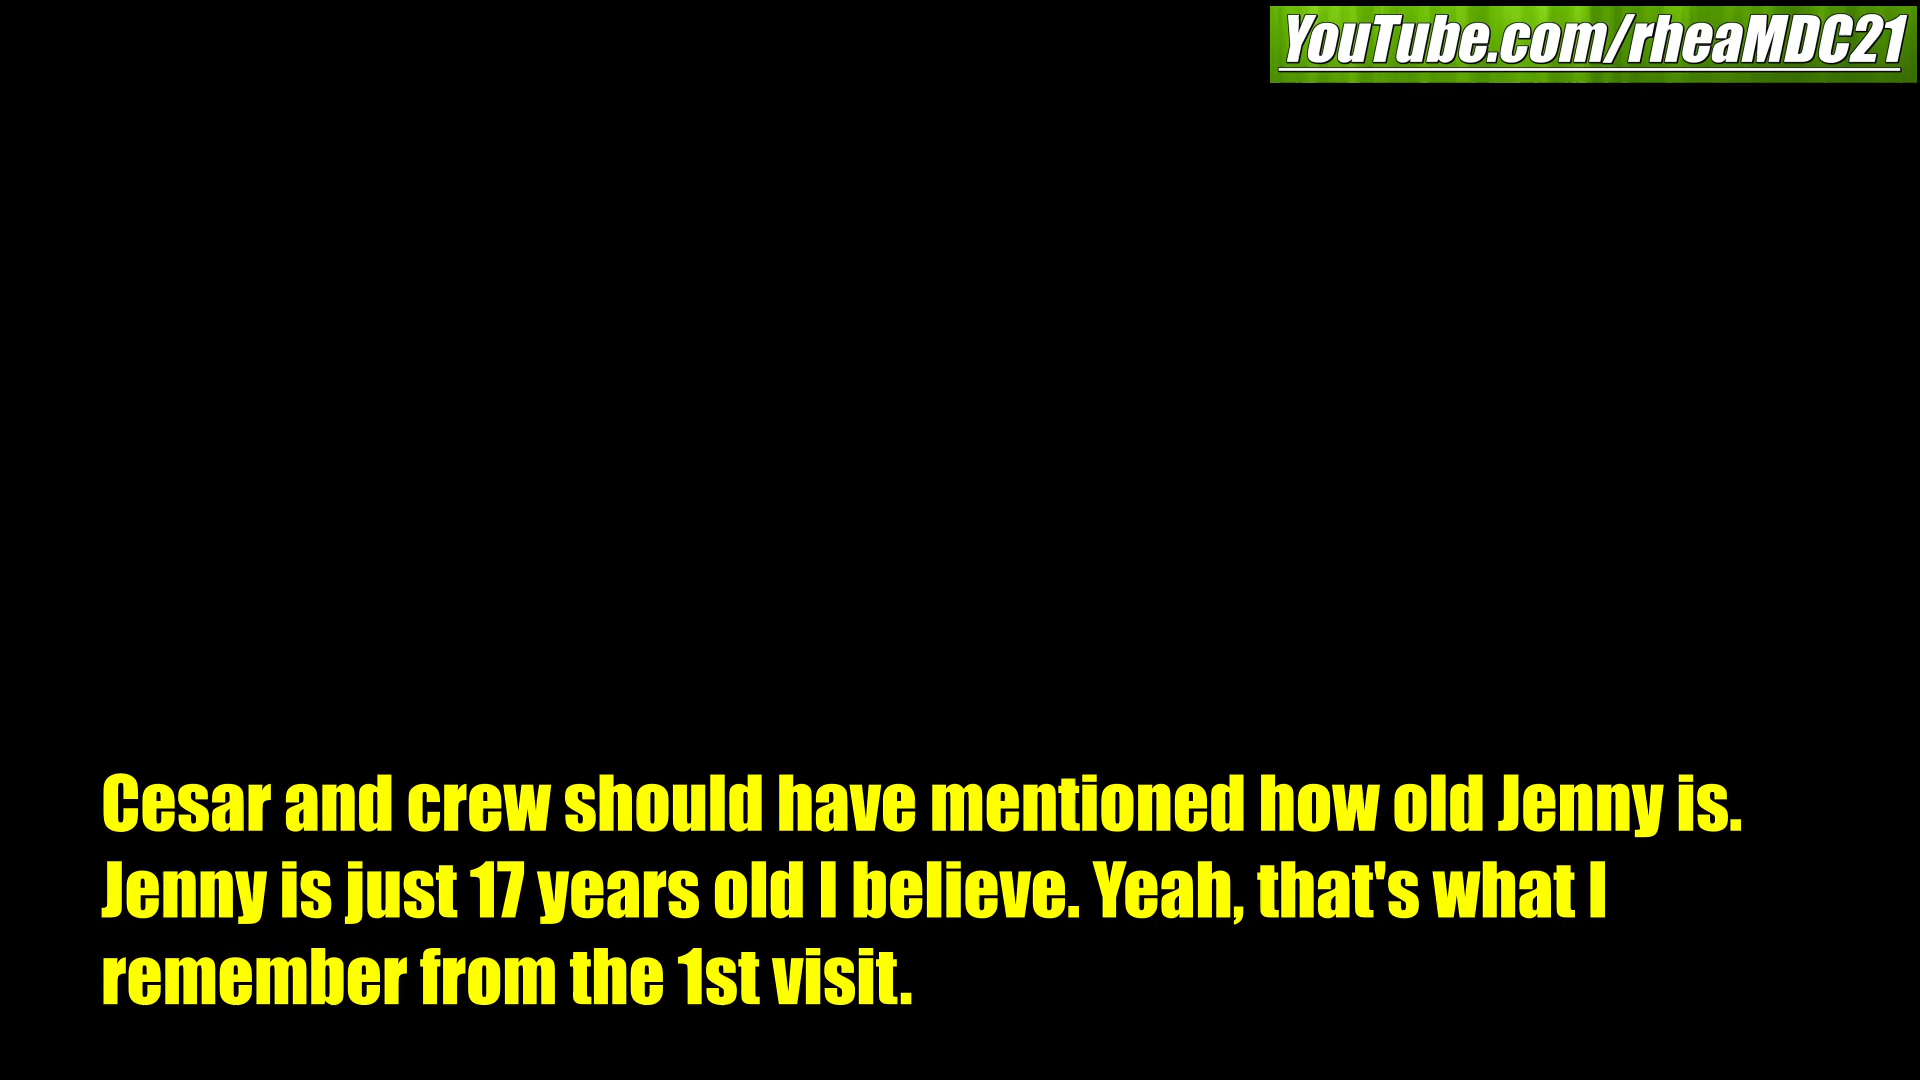 YouTube.com/rheaMDC21
Cesar and crew should have mentioned how old Jenny is.
Jenny is just 17 years old I believe. Yeah, that's what I
remember from the 1st visit.